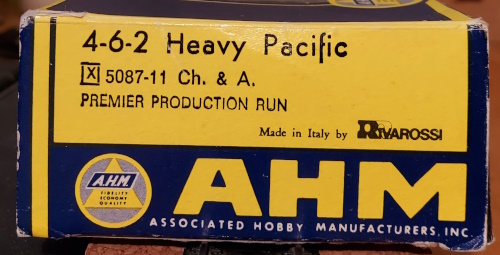 4-6-2 Heavy Pacific
X 5087-11 Ch. & A.
PREMIER PRODUCTION RUN
Made in Italy by RIVAROSSI
A.H.M.
FIDELITY
ECONOMY
QUALITY
AHM
ASSOCIATED HOBBY MANUFACTURERS, INC.